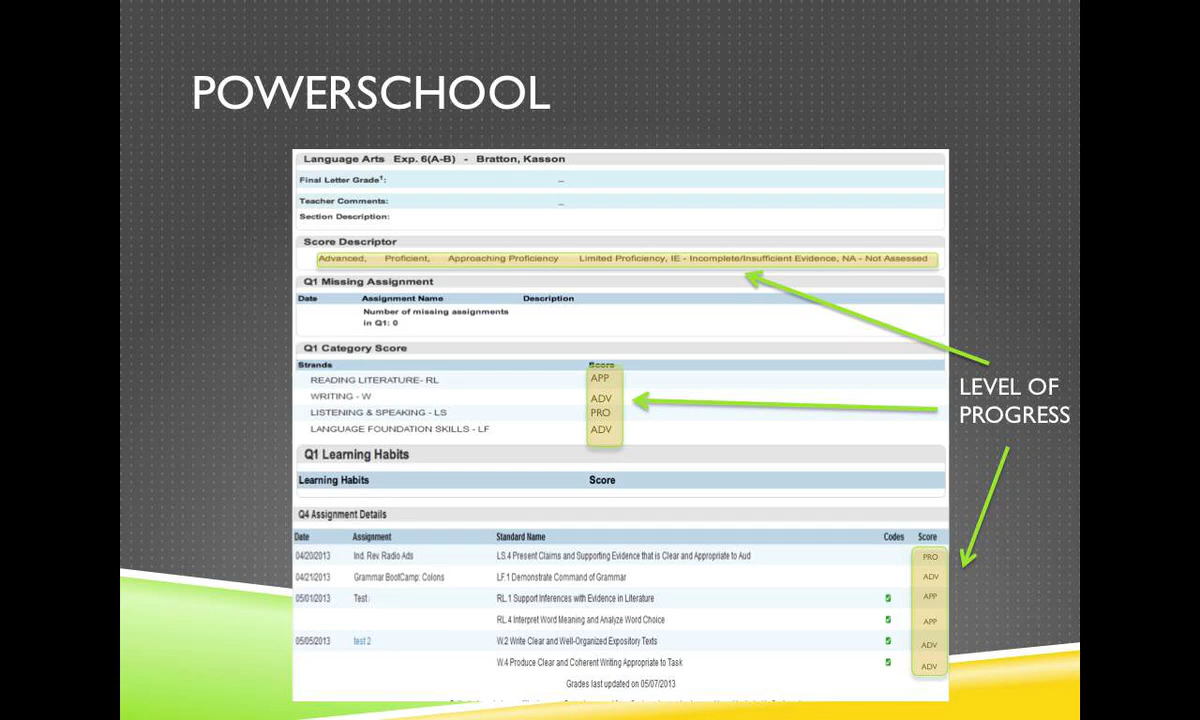 POWERSCHOOL
Language Arts Exp. 6(A-B) - Bratton, Kasson
Final Letter Grade¹: --
Teacher Comments: --
Section Description:
Score Descriptor
Advanced, Proficient, Approaching Proficiency Limited Proficiency, IE - Incomplete/Insufficient Evidence, NA - Not Assessed
Q1 Missing Assignment
Date Assignment Name Description
Number of missing assignments
in Q1: 0
Q1 Category Score
Strands Score
READING LITERATURE- RL APP
WRITING - W ADV
LISTENING & SPEAKING - LS PRO
LANGUAGE FOUNDATION SKILLS - LF ADV
LEVEL OF
PROGRESS
Q1 Learning Habits
Learning Habits Score
Q4 Assignment Details
Date Assignment Standard Name Codes Score
04/20/2013 Ind. Rev Radio Ads LS.4 Present Claims and Supporting Evidence that is Clear and Appropriate to Aud PRO
04/21/2013 Grammar BootCamp: Colons LF.1 Demonstrate Command of Grammar ADV
05/01/2013 Test: RL.1 Support Inferences with Evidence in Literature APP
RL.4 Interpret Word Meaning and Analyze Word Choice APP
05/05/2013 test 2 W.2 Write Clear and Well-Organized Expository Texts ADV
W.4 Produce Clear and Coherent Writing Appropriate to Task ADV
Grades last updated on 05/07/2013